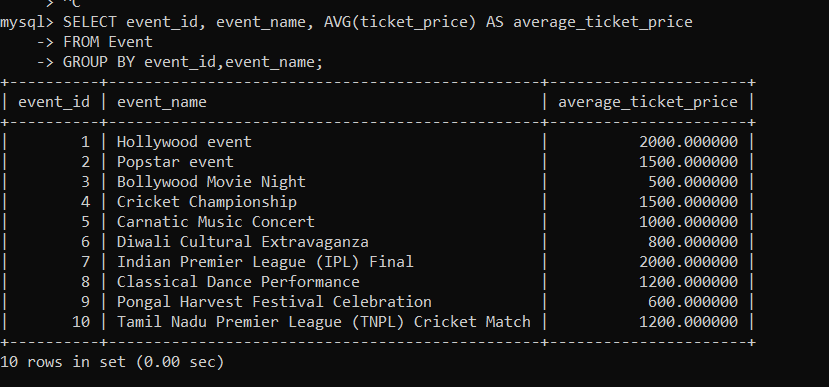 > ^C
mysql> SELECT event_id, event_name, AVG(ticket_price) AS average_ticket_price
    -> FROM Event
    -> GROUP BY event_id,event_name;
+----------+-----------------------------------------------+----------------------+
| event_id | event_name                                    | average_ticket_price |
+----------+-----------------------------------------------+----------------------+
|        1 | Hollywood event                               |          2000.000000 |
|        2 | Popstar event                                 |          1500.000000 |
|        3 | Bollywood Movie Night                         |           500.000000 |
|        4 | Cricket Championship                          |          1500.000000 |
|        5 | Carnatic Music Concert                        |          1000.000000 |
|        6 | Diwali Cultural Extravaganza                  |           800.000000 |
|        7 | Indian Premier League (IPL) Final             |          2000.000000 |
|        8 | Classical Dance Performance                   |          1200.000000 |
|        9 | Pongal Harvest Festival Celebration           |           600.000000 |
|       10 | Tamil Nadu Premier League (TNPL) Cricket Match |          1200.000000 |
+----------+-----------------------------------------------+----------------------+
10 rows in set (0.00 sec)